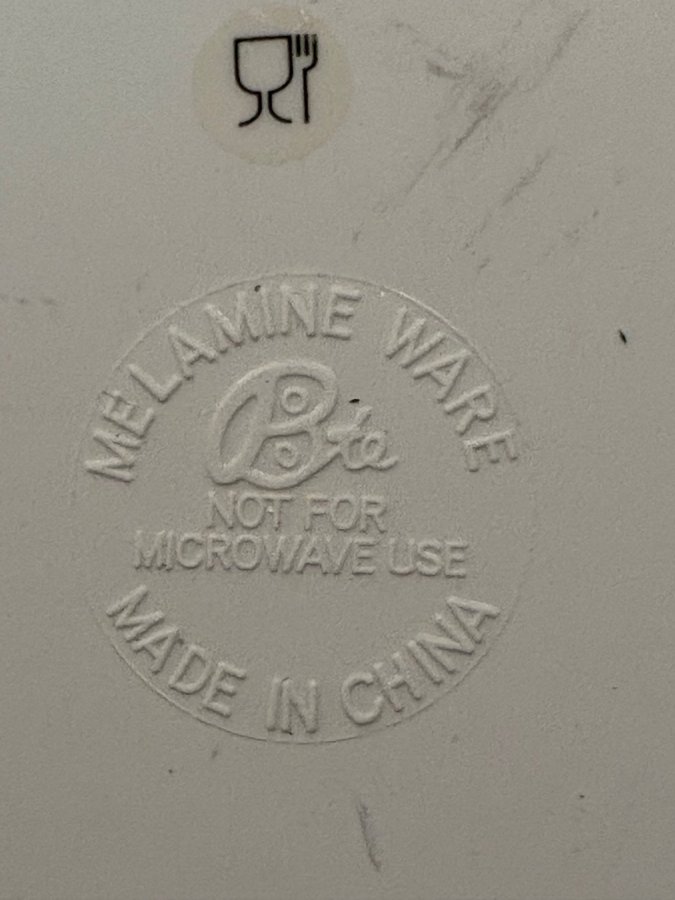 MELAMINE WARE
NOT FOR
MICROWAVE USE
MADE IN CHINA